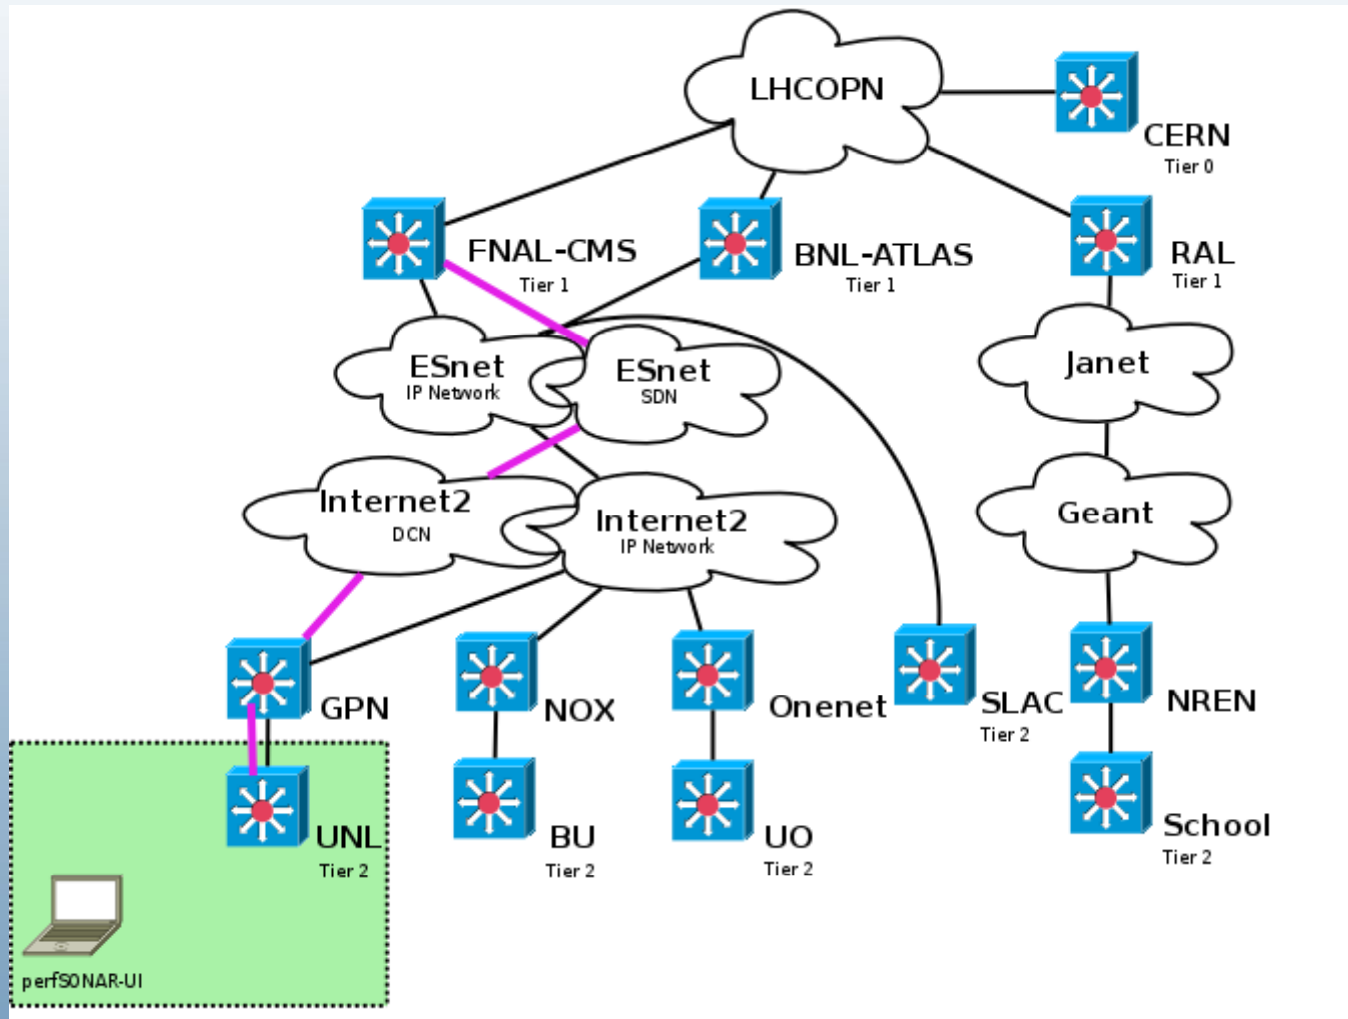 LHCOPN
CERN
Tier 0
FNAL-CMS
Tier 1
BNL-ATLAS
Tier 1
RAL
Tier 1
ESnet
IP Network
ESnet
SDN
Janet
Internet2
DCN
Internet2
IP Network
Geant
GPN
NOX
Onenet
SLAC
Tier 2
NREN
UNL
Tier 2
BU
Tier 2
UO
Tier 2
School
Tier 2
perfSONAR-UI